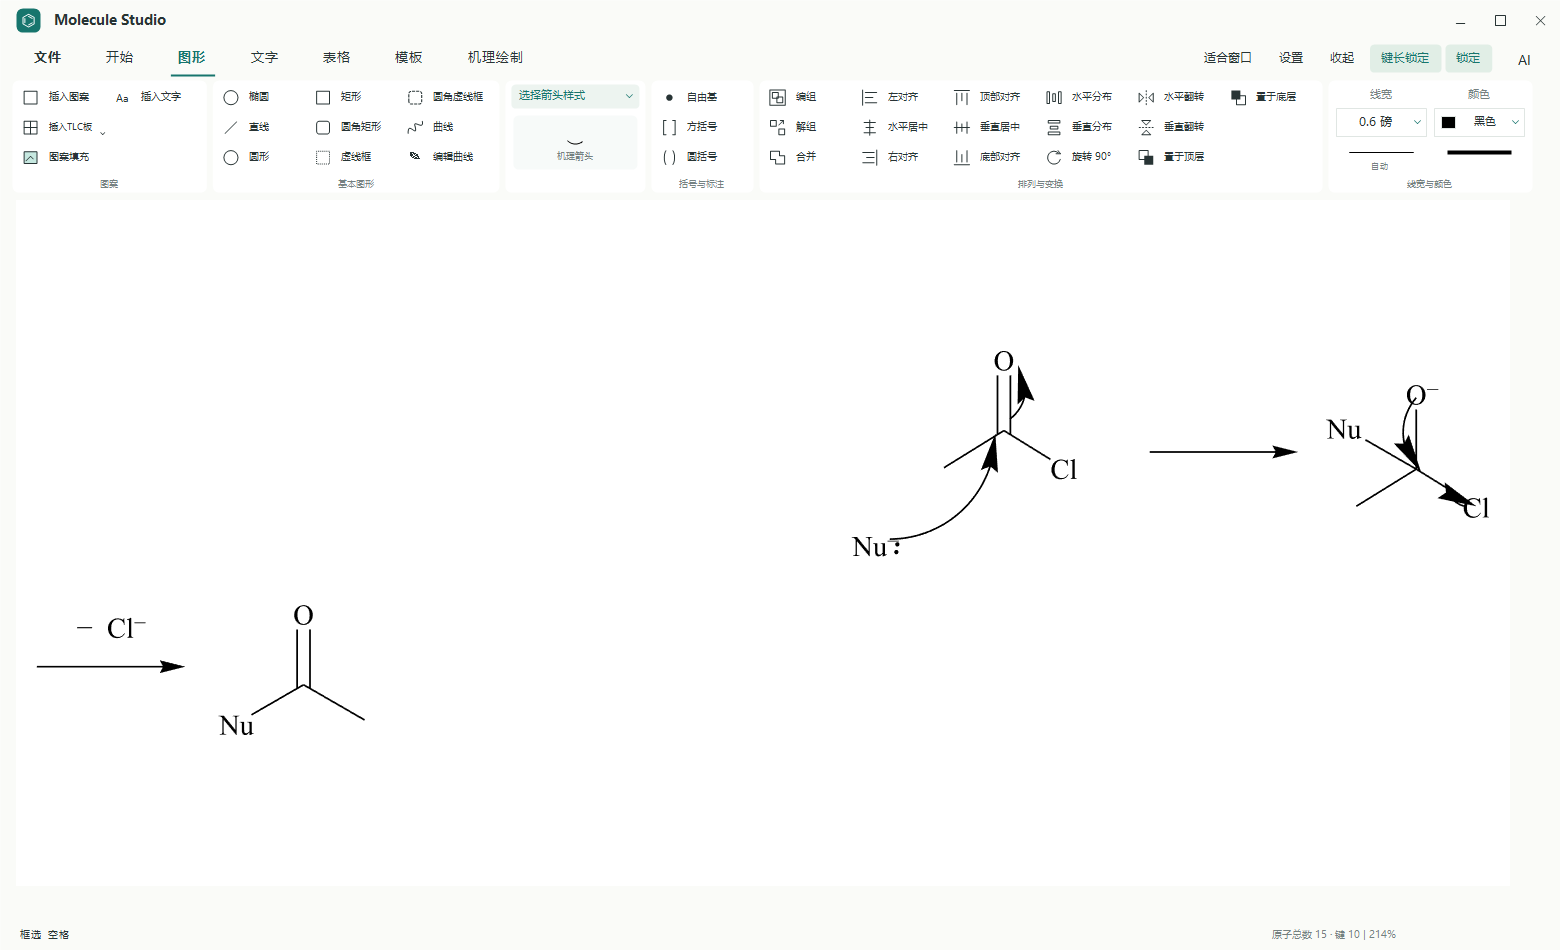 Molecule Studio
文件 开始 图形 文字 表格 模板 机理绘制 适合窗口 设置 收起 键长锁定 锁定 AI
插入图案 Aa 插入文字
插入TLC板
图案填充
图案
椭圆 矩形 圆角虚线框
直线 圆角矩形 曲线
圆形 虚线框 编辑曲线
基本图形
选择箭头样式
机理箭头
自由基
[ ] 方括号
( ) 圆括号
括号与标注
编组 左对齐 顶部对齐 水平分布 水平翻转 置于底层
解组 水平居中 垂直居中 垂直分布 垂直翻转
合并 右对齐 底部对齐 旋转 90° 置于顶层
排列与变换
线宽 颜色
0.6 磅 黑色
自动
线宽与颜色
O
Cl
Nu⁻:
O⁻
Nu
Cl
− Cl⁻
O
Nu
框选 空格
原子总数 15 · 键 10 | 214%